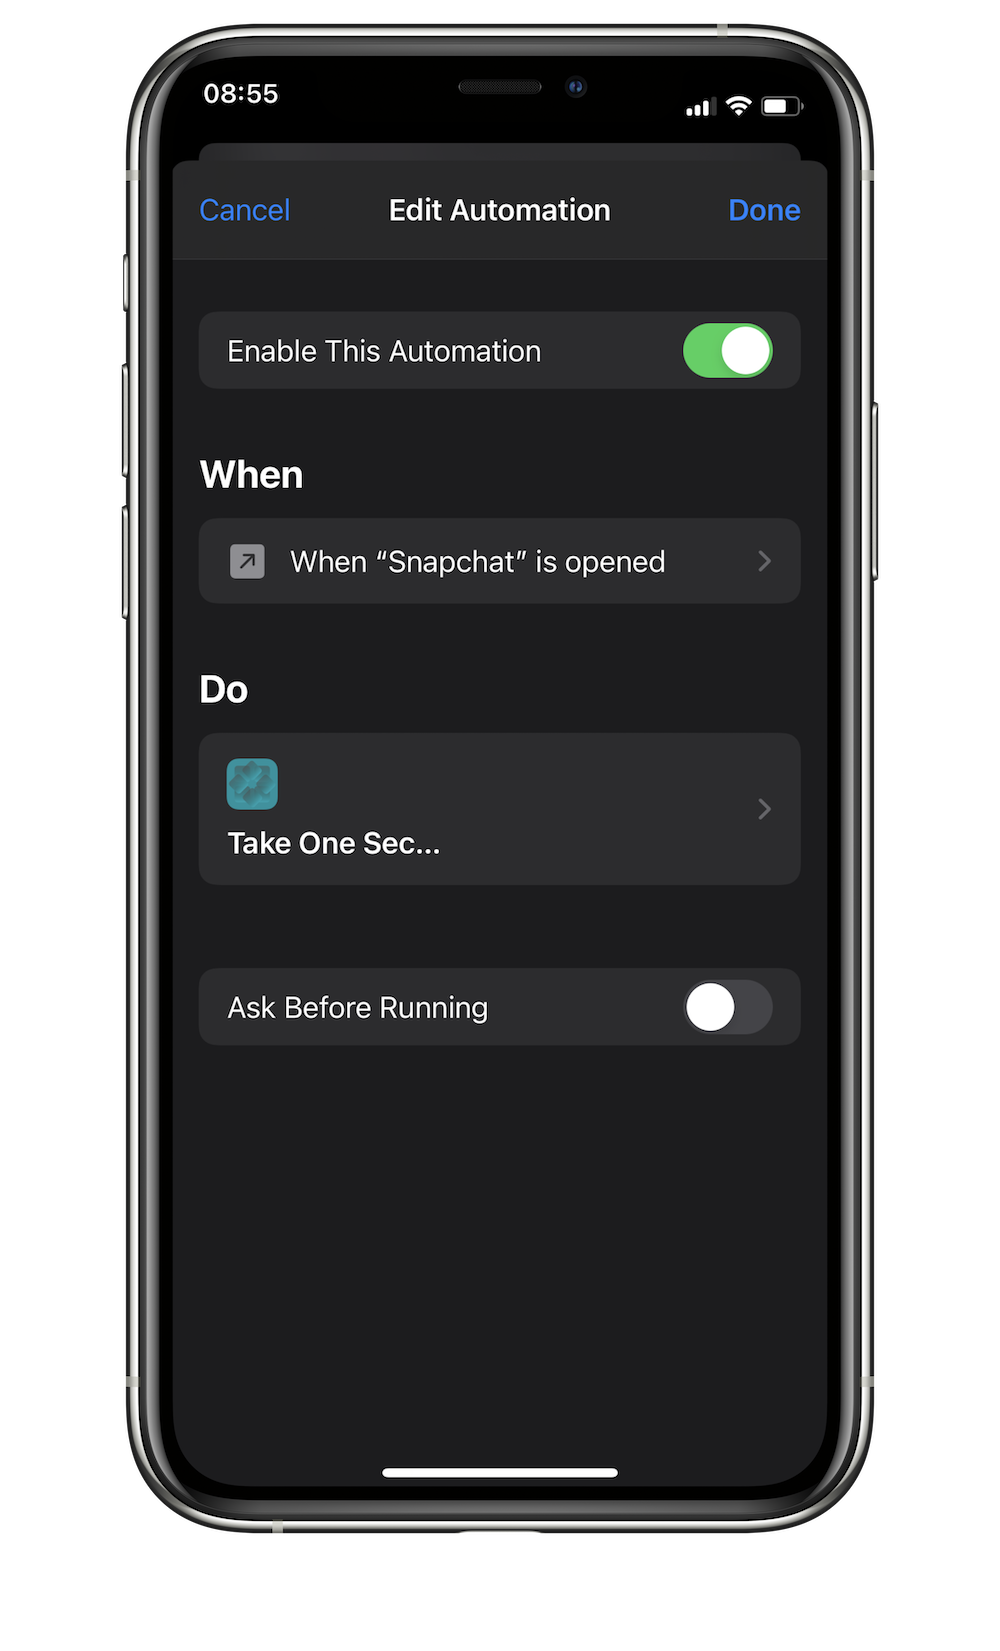 08:55
Cancel Edit Automation Done
Enable This Automation
When
When “Snapchat” is opened
Do
Take One Sec...
Ask Before Running